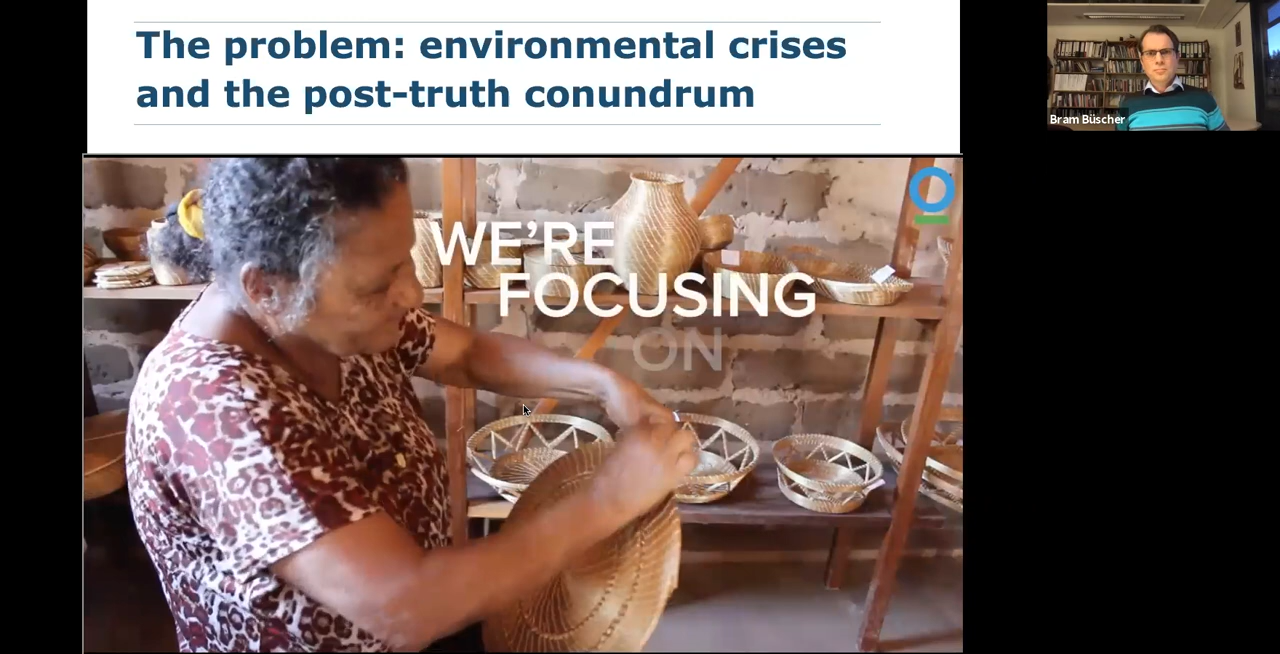 The problem: environmental crises
and the post-truth conundrum
Bram Büscher
WE'RE
FOCUSING
ON